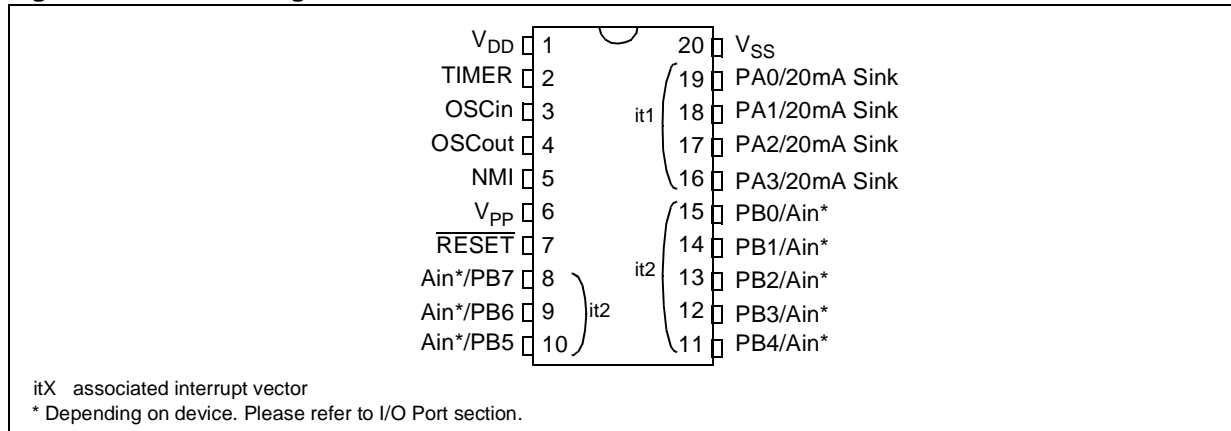 V_DD 1 20 V_SS
TIMER 2 19 PA0/20mA Sink
OSCin 3 it1 18 PA1/20mA Sink
OSCout 4 17 PA2/20mA Sink
NMI 5 16 PA3/20mA Sink
V_PP 6 15 PB0/Ain*
RESET 7 14 PB1/Ain*
Ain*/PB7 8 it2 13 PB2/Ain*
Ain*/PB6 9 it2 12 PB3/Ain*
Ain*/PB5 10 11 PB4/Ain*
itX associated interrupt vector
* Depending on device. Please refer to I/O Port section.